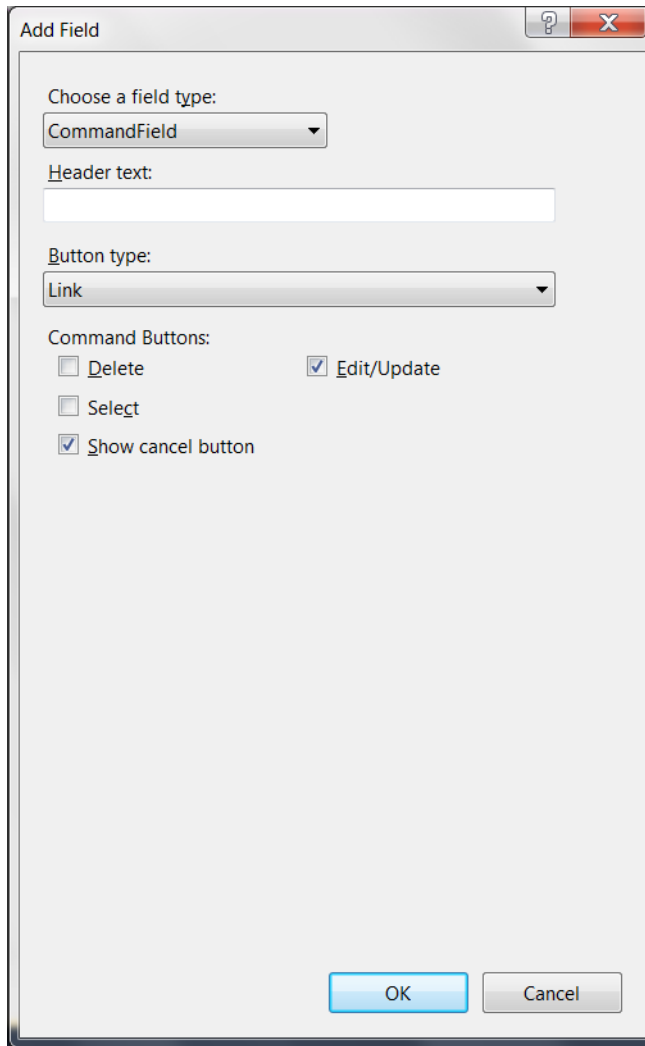 Add Field
Choose a field type:
CommandField
Header text:
Button type:
Link
Command Buttons:
Delete Edit/Update
Select
Show cancel button
OK Cancel